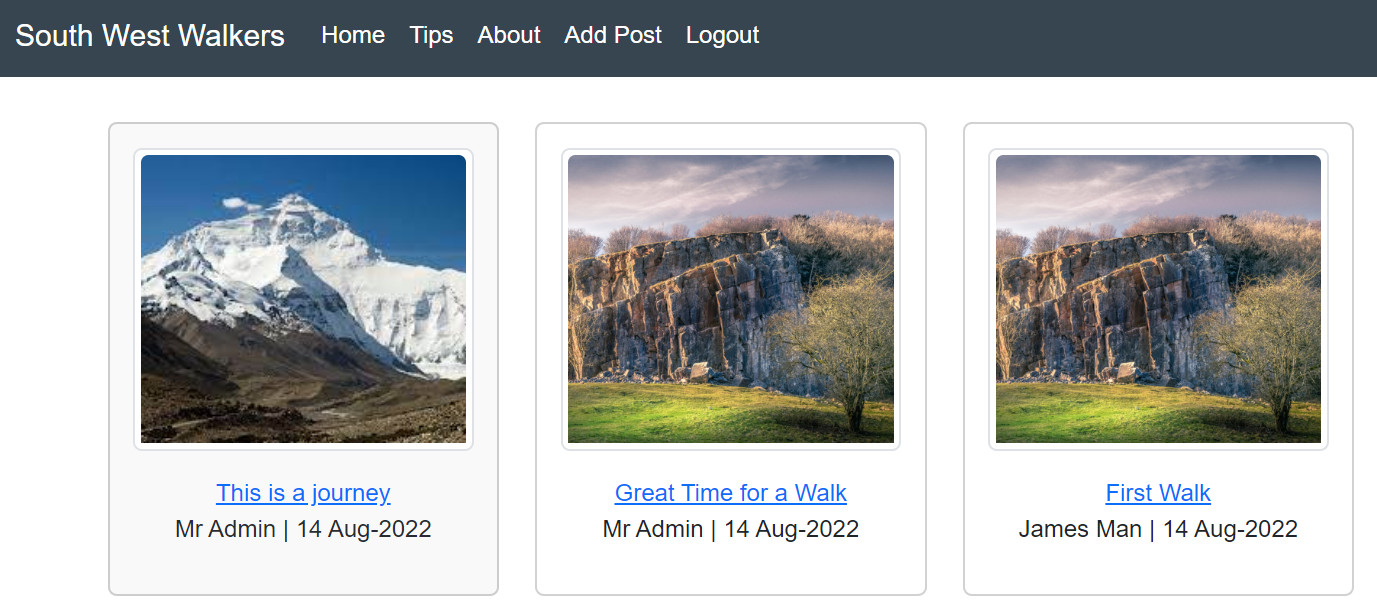 South West Walkers Home Tips About Add Post Logout
This is a journey
Mr Admin | 14 Aug-2022
Great Time for a Walk
Mr Admin | 14 Aug-2022
First Walk
James Man | 14 Aug-2022